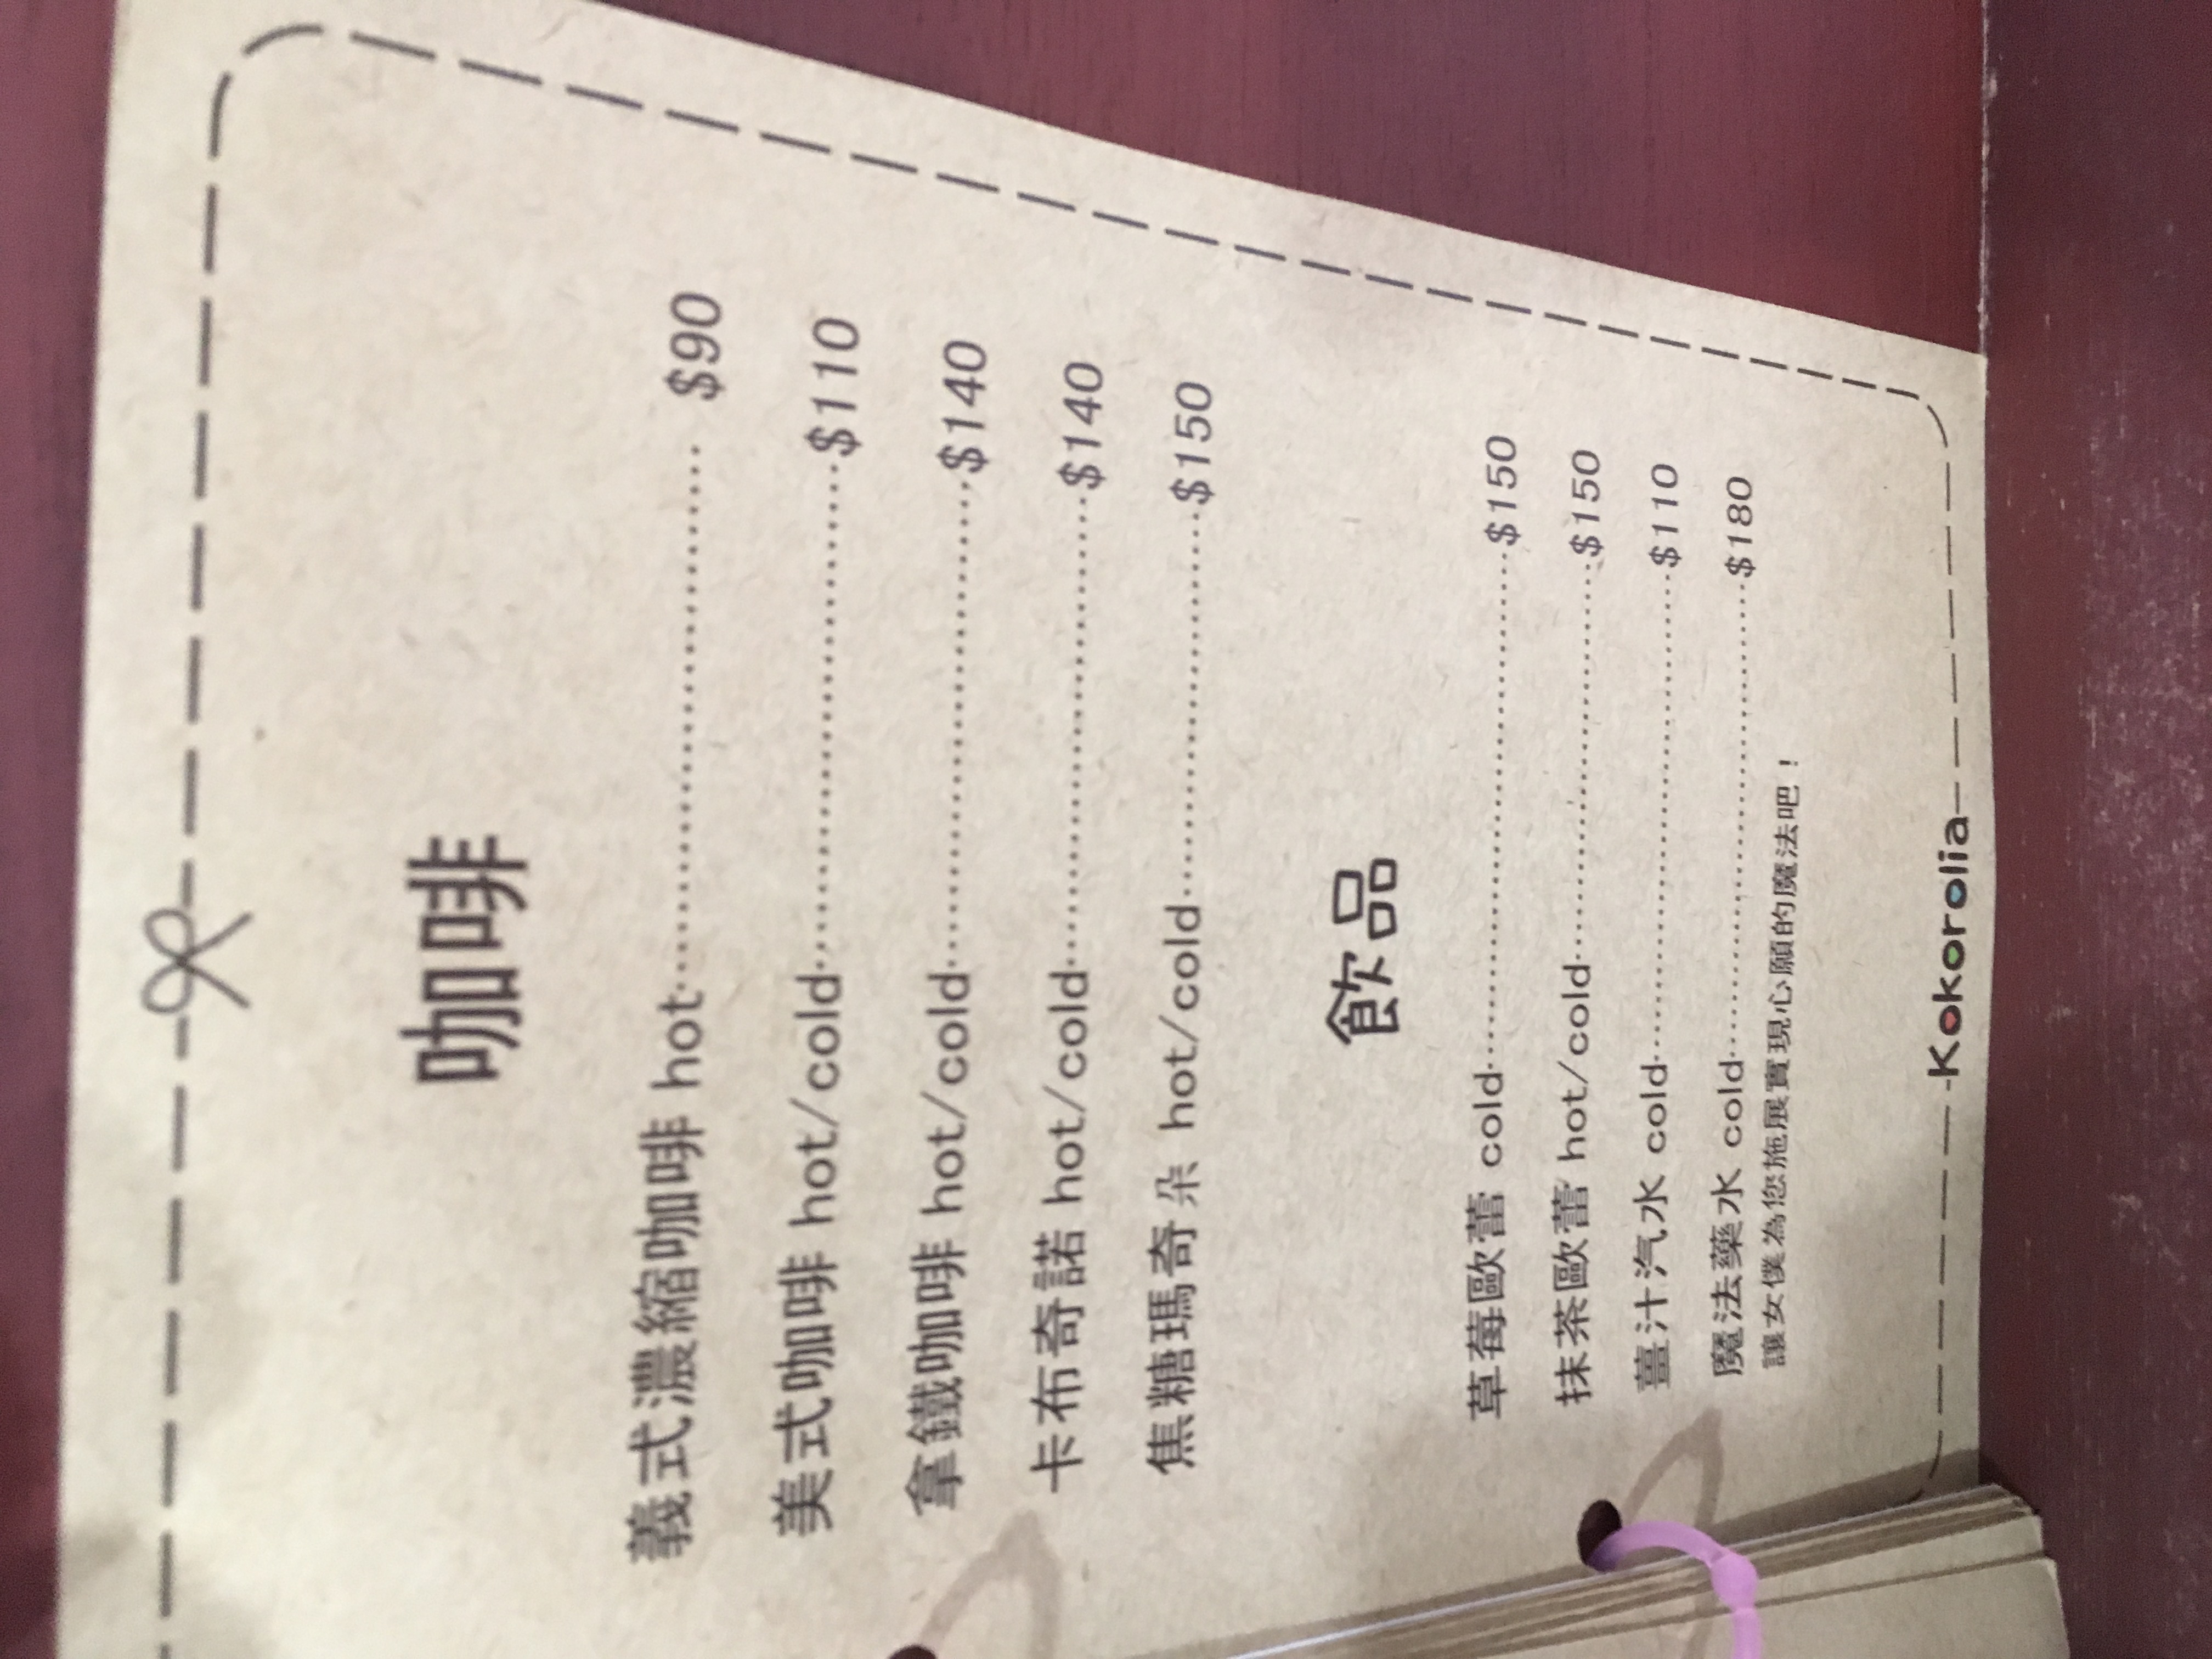 咖啡
義式濃縮咖啡 hot………………………… $90
美式咖啡 hot/cold…………………………$110
拿鐵咖啡 hot/cold…………………………$140
卡布奇諾 hot/cold…………………………$140
焦糖瑪奇朵 hot/cold……………………$150
飲品
草莓歐蕾 cold………………………………$150
抹茶歐蕾 hot/cold…………………………$150
薑汁汽水 cold………………………………$110
魔法藥水 cold………………………………$180
讓女僕為您施展實現心願的魔法吧！
Kokorolia